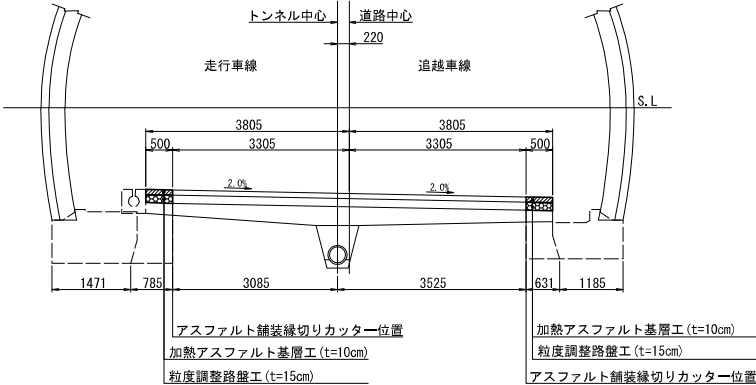 トンネル中心 道路中心
220
走行車線 追越車線
S.L
3805 3805
500 3305 3305 500
2.0% 2.0%
1471 785 3085 3525 631 1185
アスファルト舗装縁切りカッター位置
加熱アスファルト基層工(t=10cm)
粒度調整路盤工(t=15cm)
加熱アスファルト基層工(t=10cm)
粒度調整路盤工(t=15cm)
アスファルト舗装縁切りカッター位置